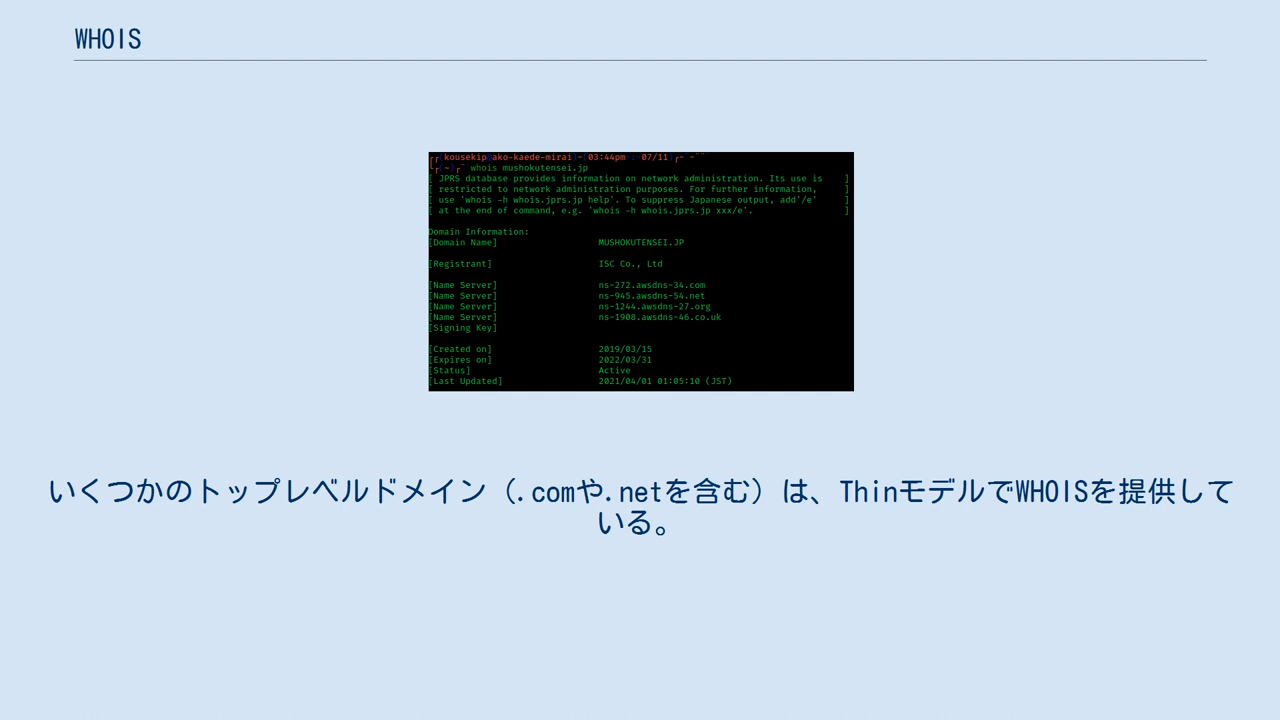 WHOIS
kousekip@ako-kaede-mirai)-(03:44pm : 07/11)
(~) whois mushokutensei.jp
[ JPRS database provides information on network administration. Its use is ]
[ restricted to network administration purposes. For further information, ]
[ use 'whois -h whois.jprs.jp help'. To suppress Japanese output, add'/e' ]
[ at the end of command, e.g. 'whois -h whois.jprs.jp xxx/e'. ]
Domain Information:
[Domain Name] MUSHOKUTENSEI.JP
[Registrant] ISC Co., Ltd
[Name Server] ns-272.awsdns-34.com
[Name Server] ns-945.awsdns-54.net
[Name Server] ns-1244.awsdns-27.org
[Name Server] ns-1908.awsdns-46.co.uk
[Signing Key]
[Created on] 2019/03/15
[Expires on] 2022/03/31
[Status] Active
[Last Updated] 2021/04/01 01:05:10 (JST)
いくつかのトップレベルドメイン（.comや.netを含む）は、ThinモデルでWHOISを提供して
いる。